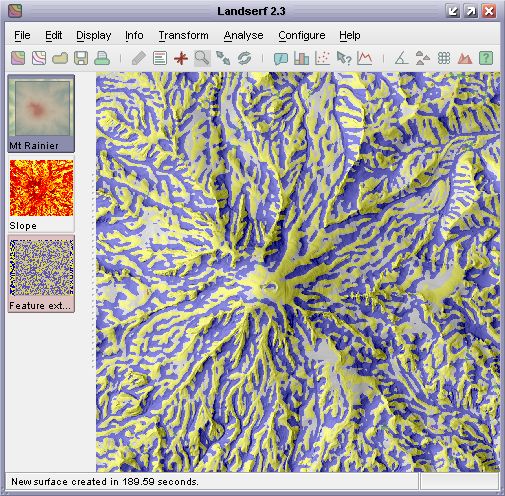 Landserf 2.3
File Edit Display Info Transform Analyse Configure Help
Mt Rainier
Slope
Feature ext...
New surface created in 189.59 seconds.